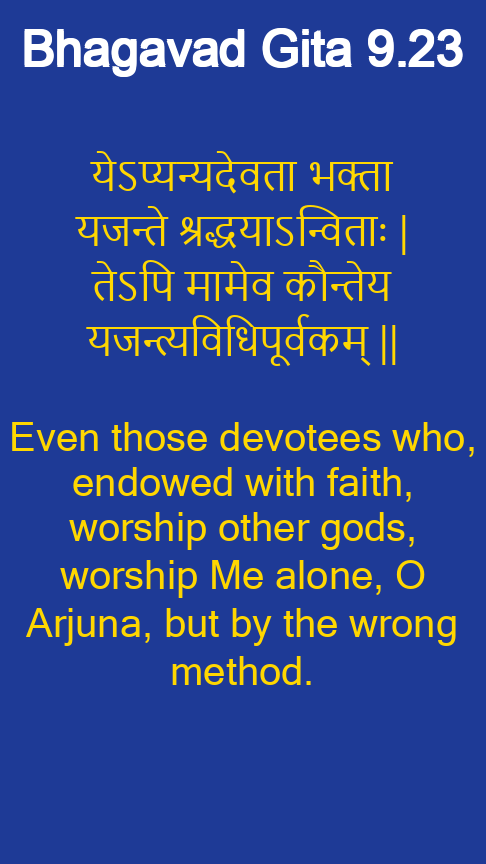 Bhagavad Gita 9.23
येऽप्यन्यदेवता भक्ता
यजन्ते श्रद्धयाऽन्विताः |
तेऽपि मामेव कौन्तेय
यजन्त्यविधिपूर्वकम् ||
Even those devotees who,
endowed with faith,
worship other gods,
worship Me alone, O
Arjuna, but by the wrong
method.